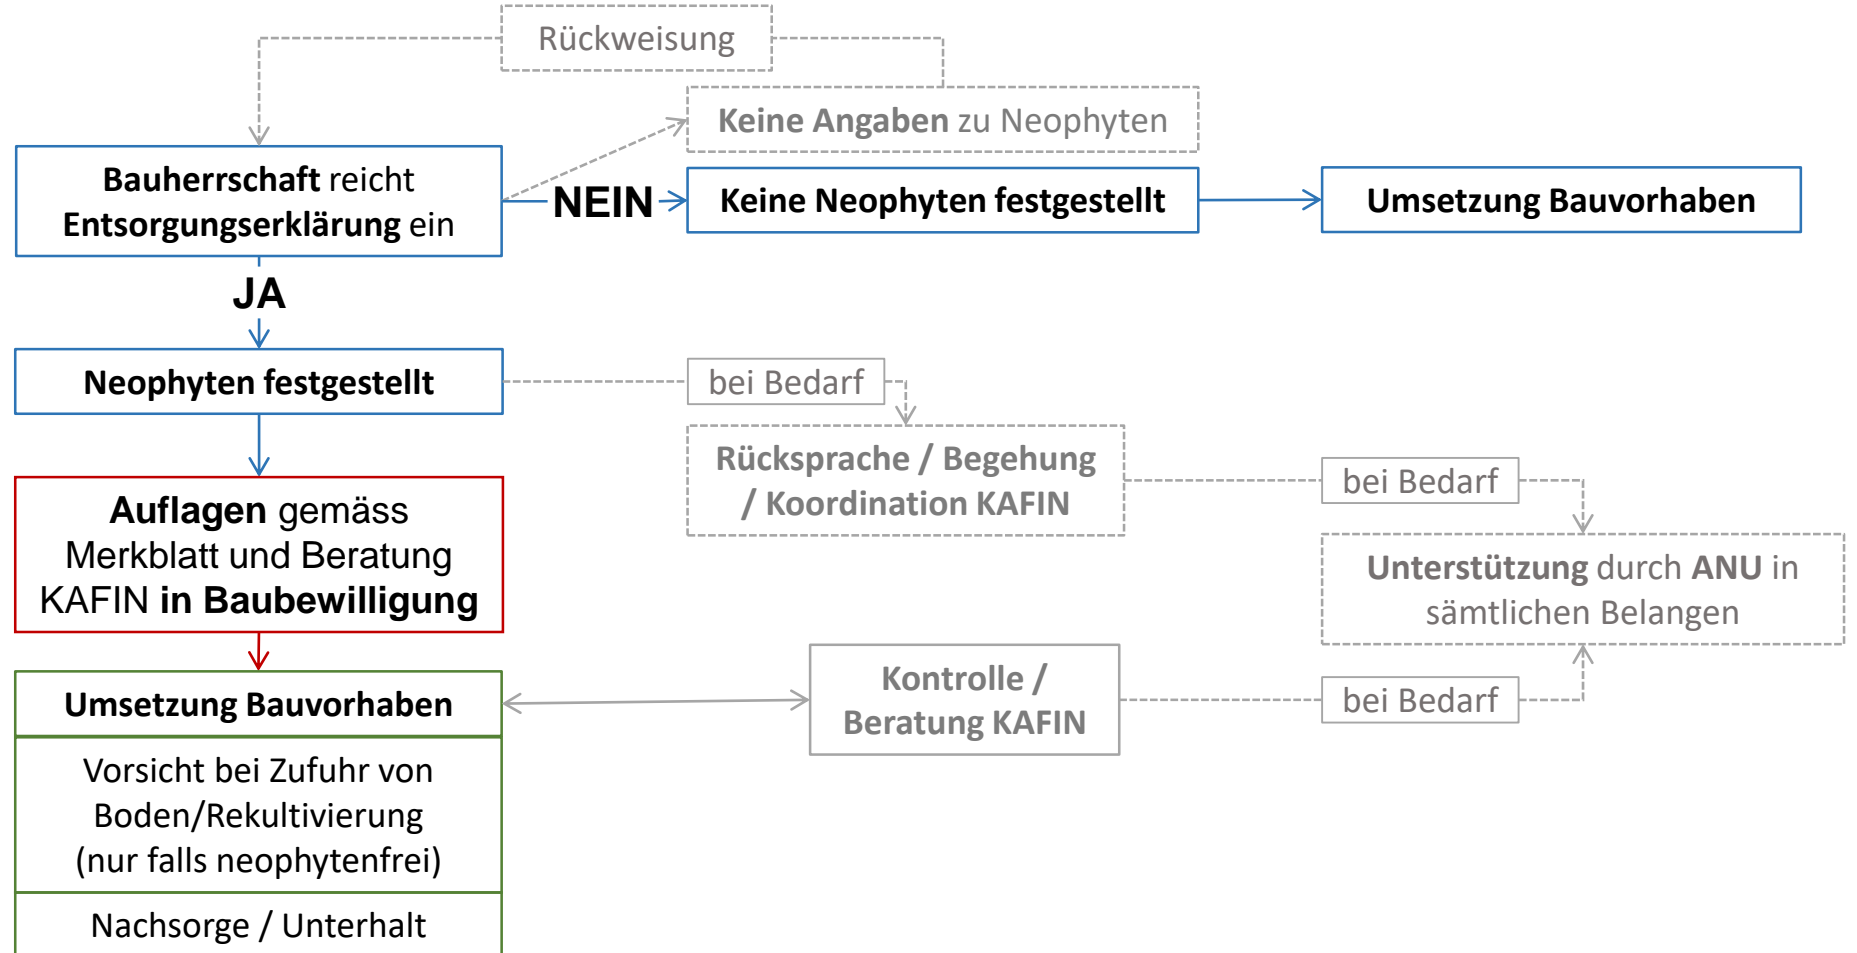 Rückweisung
Keine Angaben zu Neophyten
Bauherrschaft reicht
Entsorgungserklärung ein
NEIN
Keine Neophyten festgestellt
Umsetzung Bauvorhaben
JA
Neophyten festgestellt
bei Bedarf
Rücksprache / Begehung
/ Koordination KAFIN
bei Bedarf
Auflagen gemäss
Merkblatt und Beratung
KAFIN in Baubewilligung
Unterstützung durch ANU in
sämtlichen Belangen
Umsetzung Bauvorhaben
Kontrolle /
Beratung KAFIN
bei Bedarf
Vorsicht bei Zufuhr von
Boden/Rekultivierung
(nur falls neophytenfrei)
Nachsorge / Unterhalt